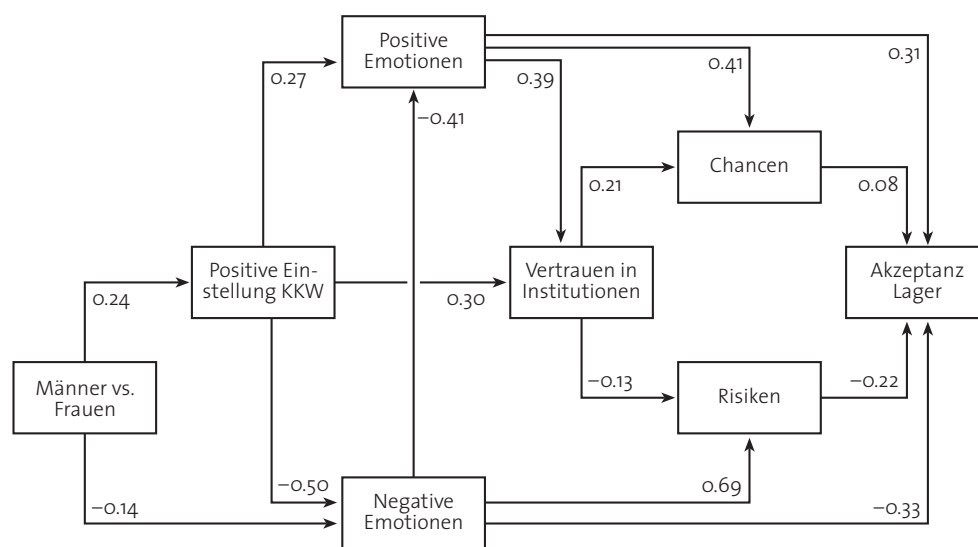 Positive
Emotionen
0.31
0.27
0.39
0.41
−0.41
Chancen
0.21
0.08
Positive Ein-
stellung KKW
Vertrauen in
Institutionen
Akzeptanz
Lager
0.24
0.30
Männer vs.
Frauen
−0.13
Risiken
−0.22
−0.50
0.69
−0.14
Negative
Emotionen
−0.33